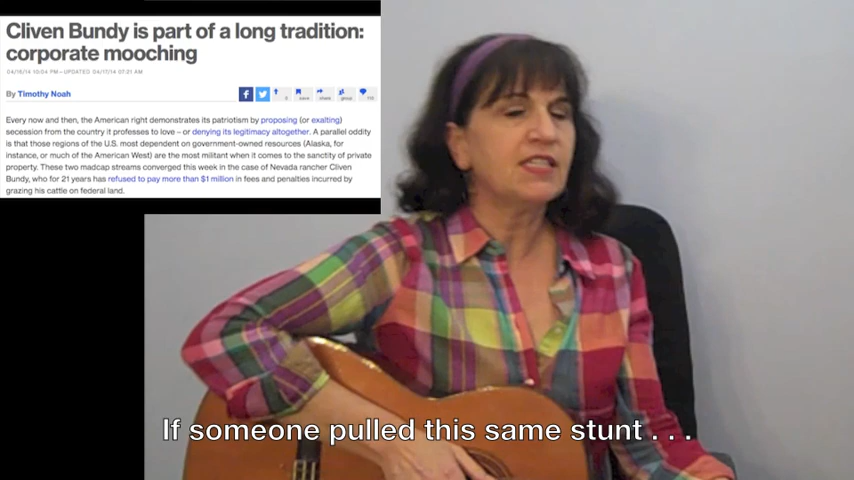 Cliven Bundy is part of a long tradition:
corporate mooching
04/16/14 10:04 PM—UPDATED 04/17/14 07:21 AM
By Timothy Noah
save share group
Every now and then, the American right demonstrates its patriotism by proposing (or exalting)
secession from the country it professes to love – or denying its legitimacy altogether. A parallel oddity
is that those regions of the U.S. most dependent on government-owned resources (Alaska, for
instance, or much of the American West) are the most militant when it comes to the sanctity of private
property. These two madcap streams converged this week in the case of Nevada rancher Cliven
Bundy, who for 21 years has refused to pay more than $1 million in fees and penalties incurred by
grazing his cattle on federal land.
If someone pulled this same stunt . . .